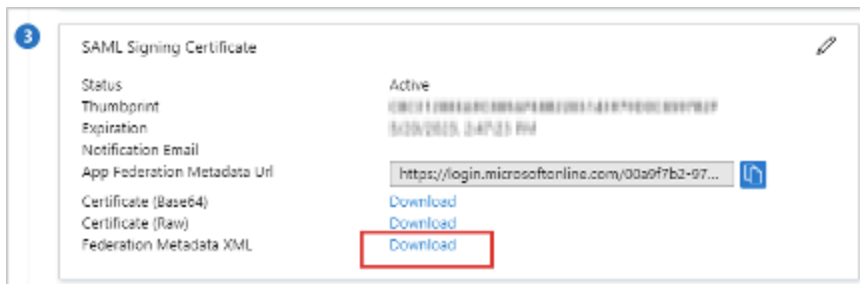 3
SAML Signing Certificate
Status Active
Thumbprint
Expiration
Notification Email
App Federation Metadata Url https://login.microsoftonline.com/00a9f7b2-97...
Certificate (Base64) Download
Certificate (Raw) Download
Federation Metadata XML Download